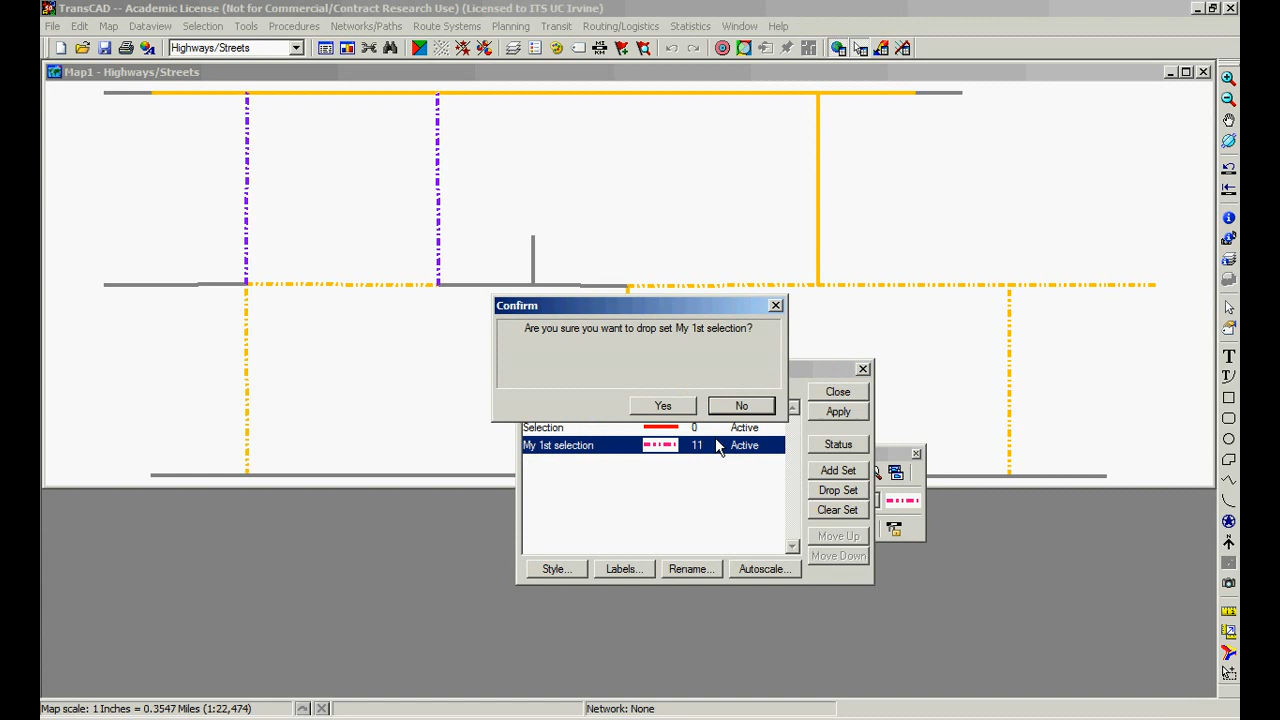 TransCAD -- Academic License (Not for Commercial/Contract Research Use) (Licensed to ITS UC Irvine)
File Edit Map Dataview Selection Tools Procedures Networks/Paths Route Systems Planning Transit Routing/Logistics Statistics Window Help
Highways/Streets
Map1 - Highways/Streets
Confirm
Are you sure you want to drop set My 1st selection?
Yes No
Close
Apply
Selection 0 Active
My 1st selection 11 Active
Status
Add Set
Drop Set
Clear Set
Move Up
Move Down
Style... Labels... Rename... Autoscale...
Map scale: 1 Inches = 0.3547 Miles (1:22,474) Network: None